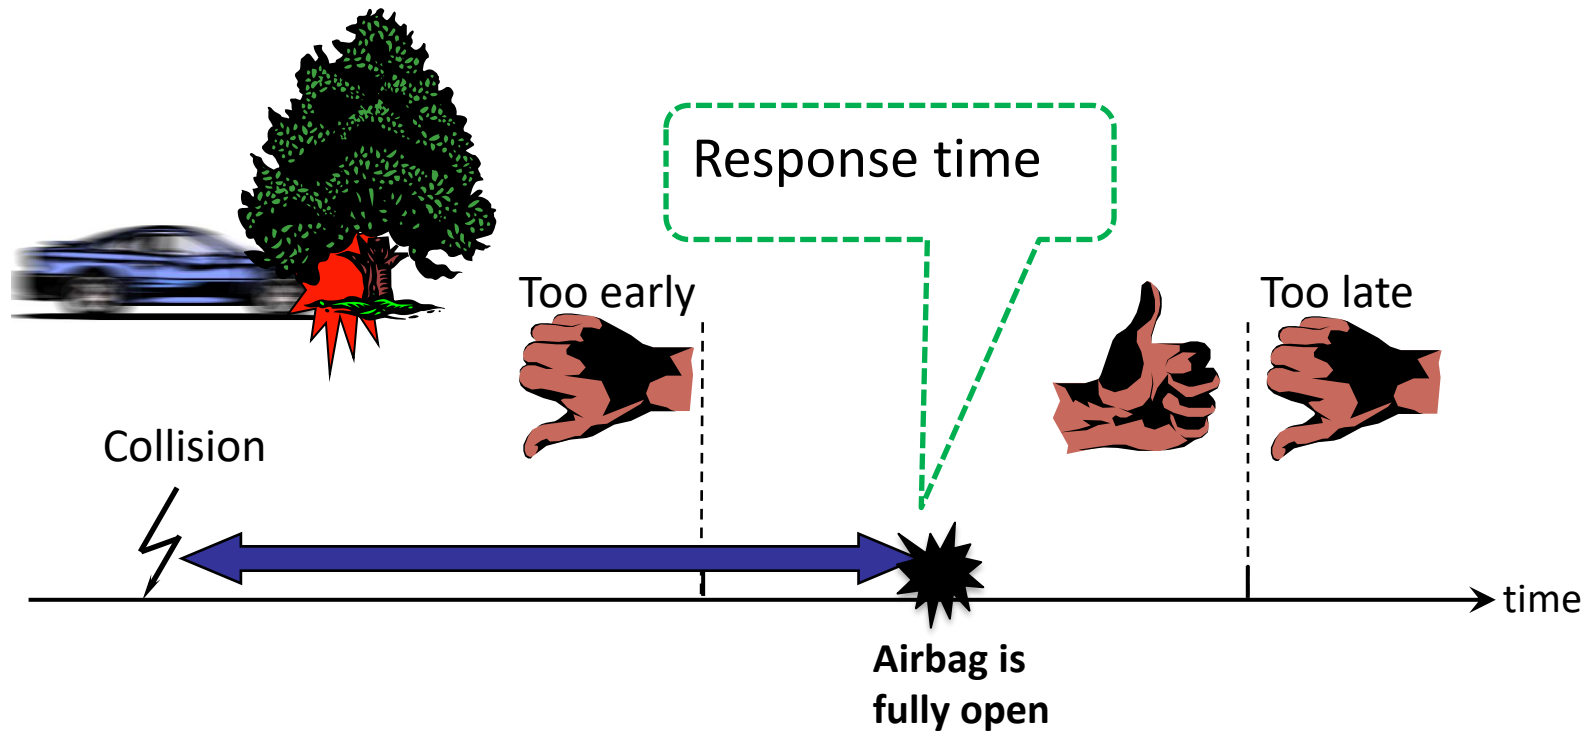 Response time
Too early
Too late
Collision
time
Airbag is
fully open